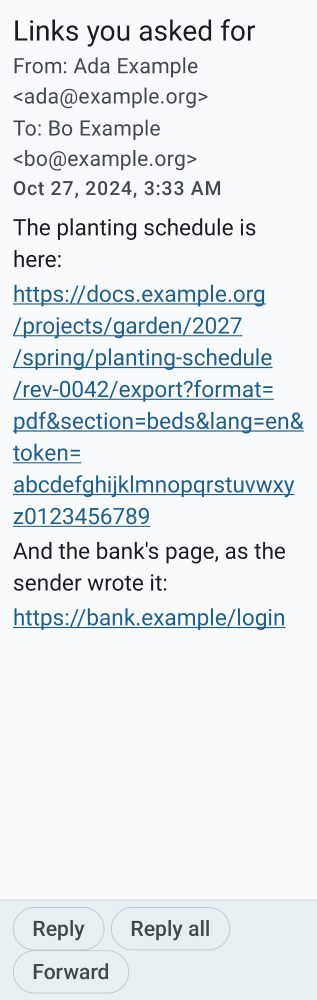 Links you asked for
From: Ada Example
<ada@example.org>
To: Bo Example
<bo@example.org>
Oct 27, 2024, 3:33 AM
The planting schedule is
here:
https://docs.example.org
/projects/garden/2027
/spring/planting-schedule
/rev-0042/export?format=
pdf&section=beds&lang=en&
token=
abcdefghijklmnopqrstuvwxy
z0123456789
And the bank's page, as the
sender wrote it:
https://bank.example/login
Reply
Reply all
Forward